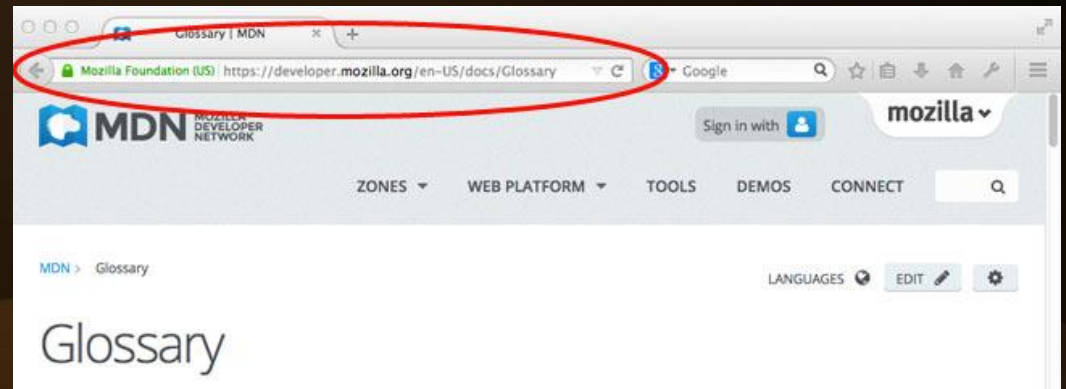 Glossary | MDN
Mozilla Foundation (US) https://developer.mozilla.org/en-US/docs/Glossary Google
MDN MOZILLA DEVELOPER NETWORK
Sign in with
mozilla
ZONES WEB PLATFORM TOOLS DEMOS CONNECT
MDN > Glossary
LANGUAGES EDIT
Glossary